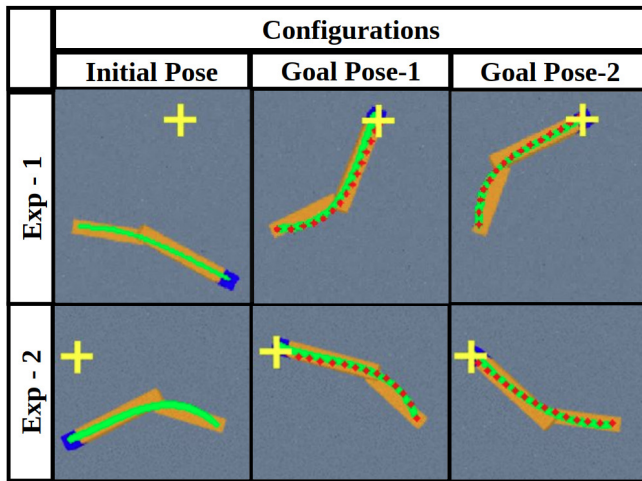 Configurations
Initial Pose Goal Pose-1 Goal Pose-2
Exp - 1
Exp - 2